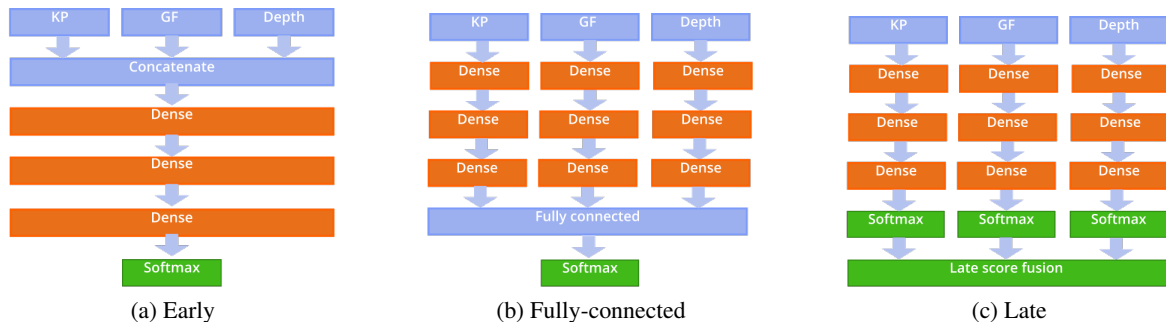 KP GF Depth
Concatenate
Dense
Dense
Dense
Softmax
(a) Early
KP GF Depth
Dense Dense Dense
Dense Dense Dense
Dense Dense Dense
Fully connected
Softmax
(b) Fully-connected
KP GF Depth
Dense Dense Dense
Dense Dense Dense
Dense Dense Dense
Softmax Softmax Softmax
Late score fusion
(c) Late